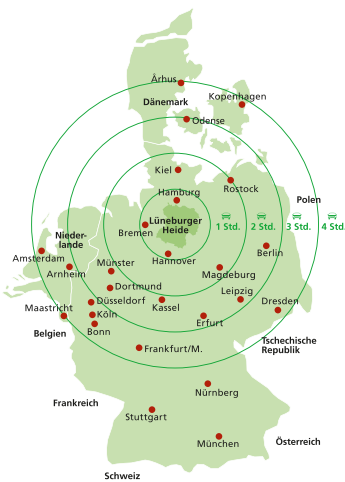 Århus
Kopenhagen
Dänemark
Odense
Kiel
Rostock
Hamburg
Polen
Lüneburger
Heide
1 Std.
2 Std.
3 Std.
4 Std.
Bremen
Nieder-
lande
Amsterdam
Hannover
Berlin
Arnheim
Münster
Magdeburg
Dortmund
Leipzig
Düsseldorf
Kassel
Dresden
Maastricht
Köln
Erfurt
Belgien
Bonn
Tschechische
Republik
Frankfurt/M.
Nürnberg
Frankreich
Stuttgart
München
Österreich
Schweiz